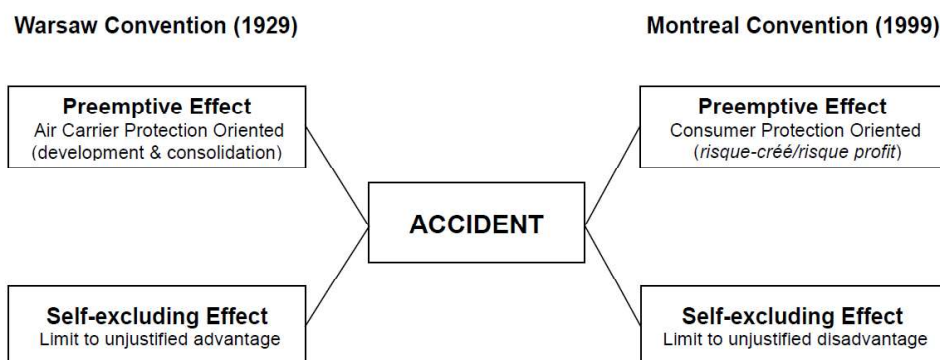 Warsaw Convention (1929)
Montreal Convention (1999)
Preemptive Effect
Air Carrier Protection Oriented
(development & consolidation)
Preemptive Effect
Consumer Protection Oriented
(risque-créé/risque profit)
ACCIDENT
Self-excluding Effect
Limit to unjustified advantage
Self-excluding Effect
Limit to unjustified disadvantage